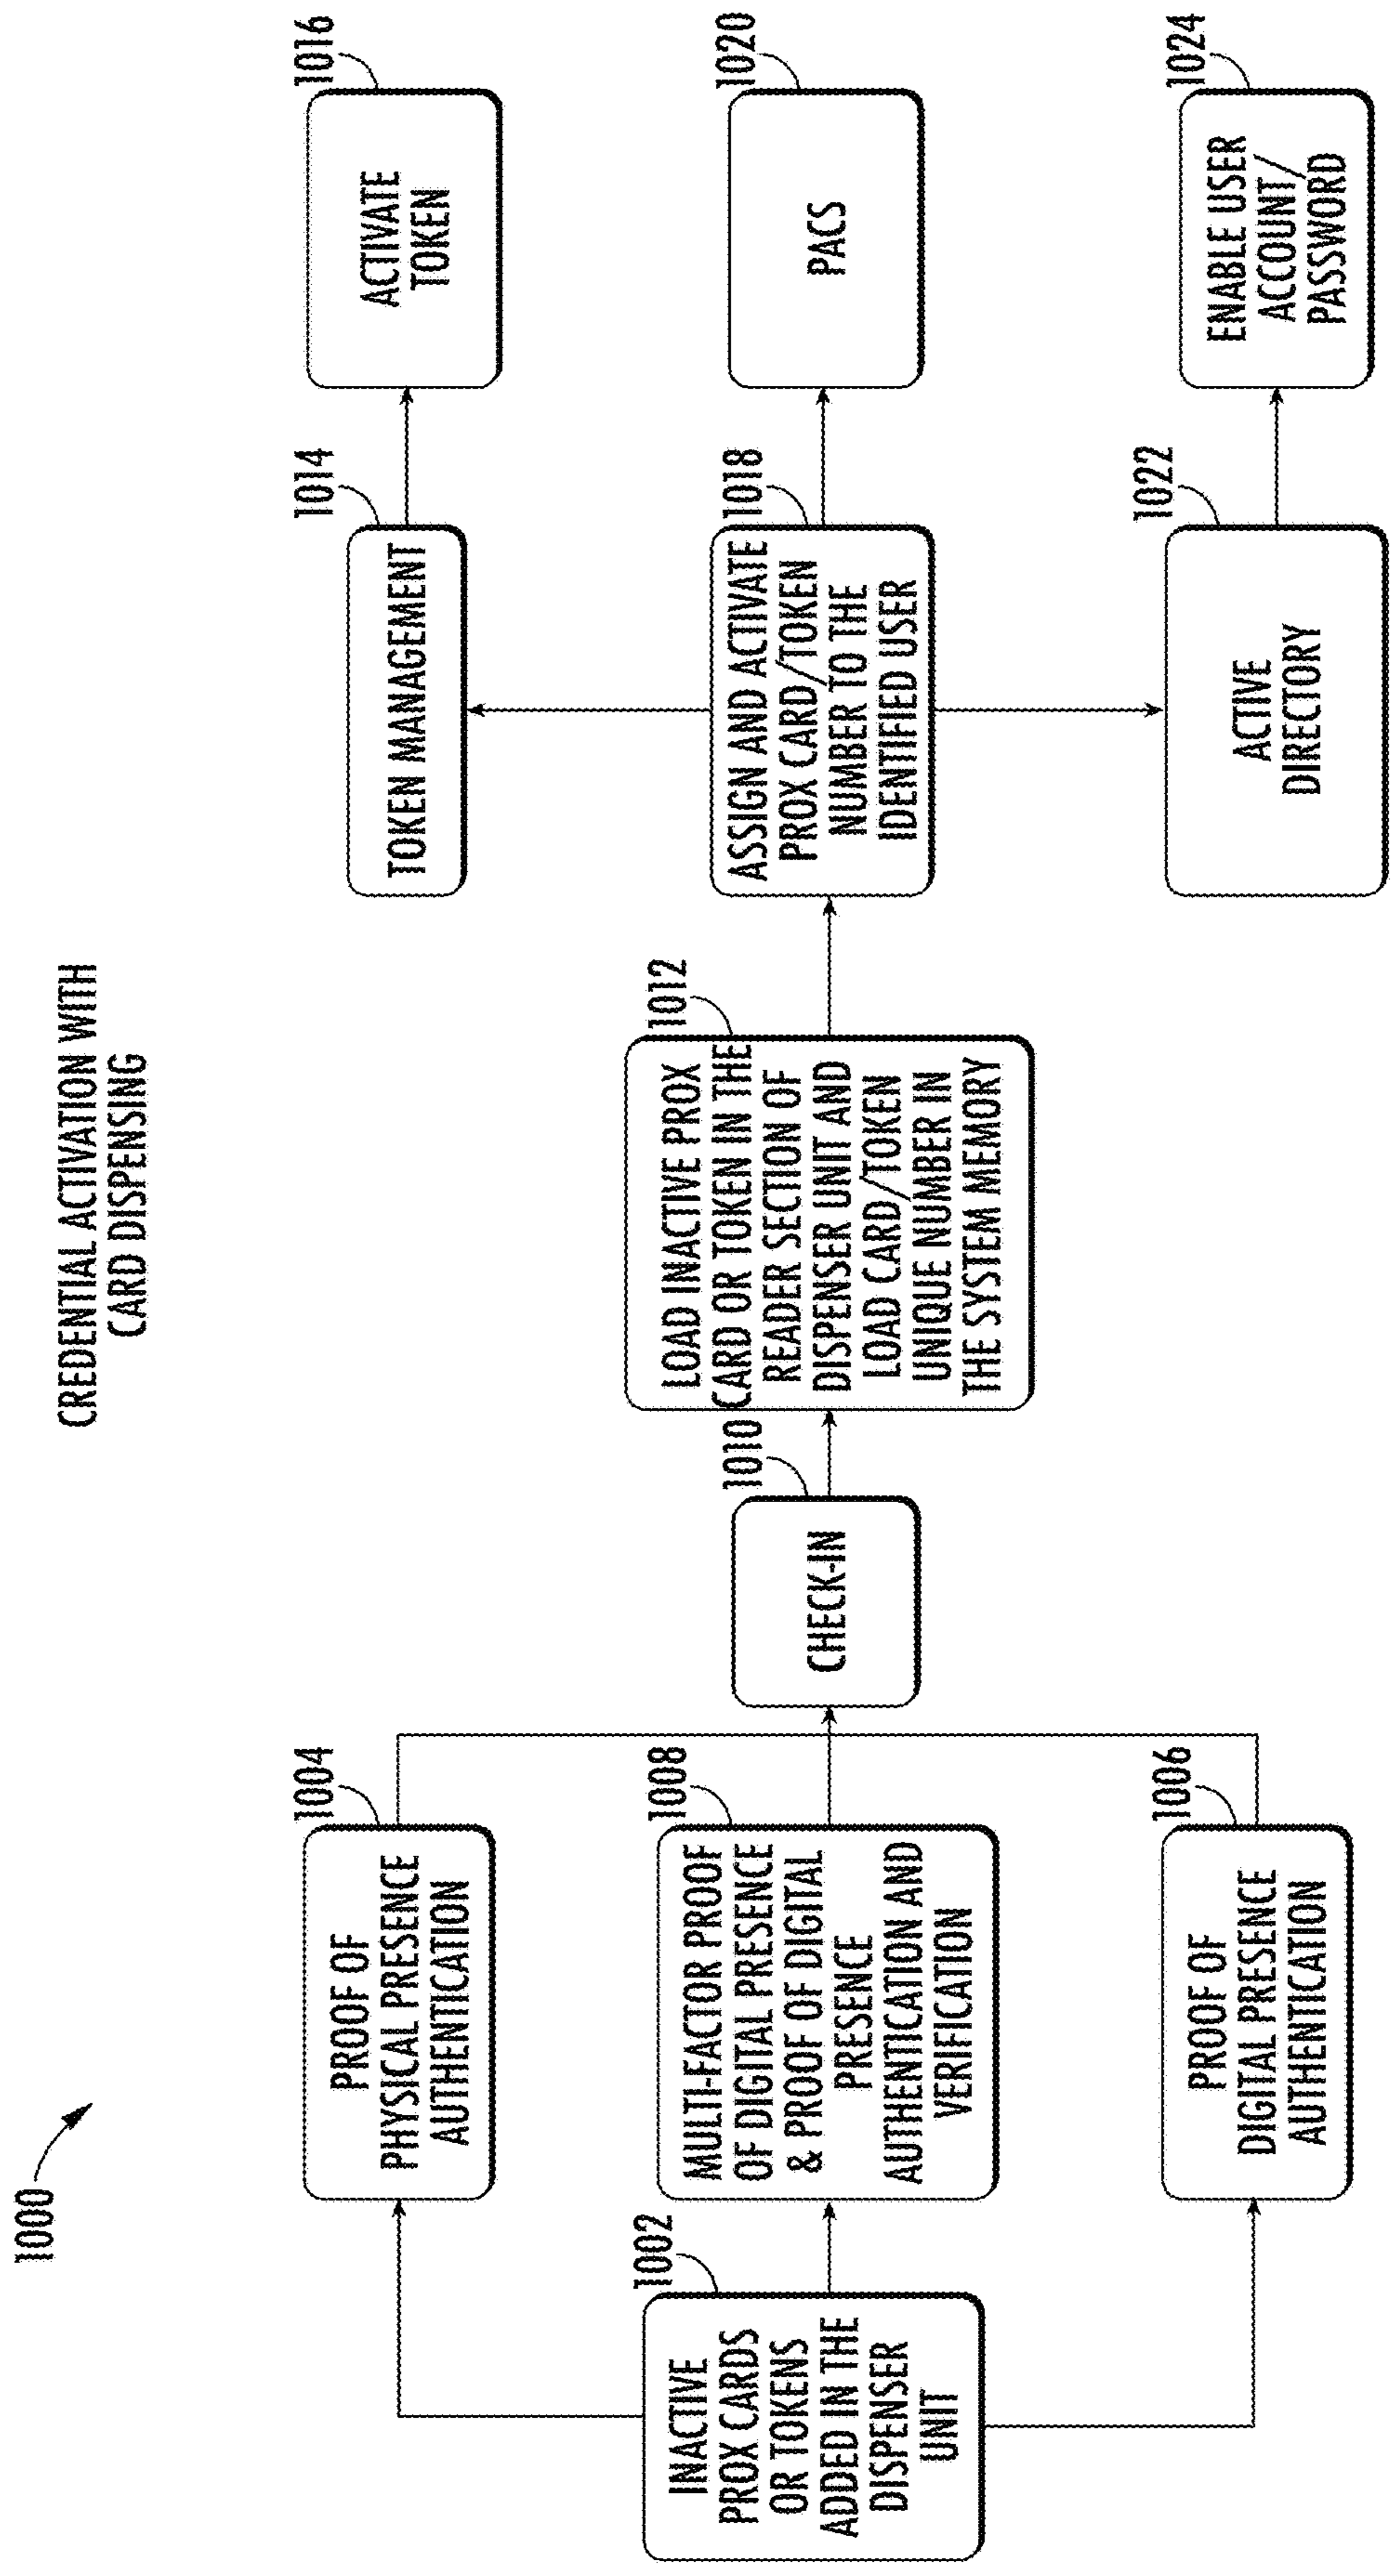 CREDENTIAL ACTIVATION WITH
CARD DISPENSING
1000
1002
INACTIVE
PROX CARDS
OR TOKENS
ADDED IN THE
DISPENSER
UNIT
1004
PROOF OF
PHYSICAL PRESENCE
AUTHENTICATION
1008
MULTI-FACTOR PROOF
OF DIGITAL PRESENCE
& PROOF OF DIGITAL
PRESENCE
AUTHENTICATION AND
VERIFICATION
1006
PROOF OF
DIGITAL PRESENCE
AUTHENTICATION
1010
CHECK-IN
1012
LOAD INACTIVE PROX
CARD OR TOKEN IN THE
READER SECTION OF
DISPENSER UNIT AND
LOAD CARD/TOKEN
UNIQUE NUMBER IN
THE SYSTEM MEMORY
1014
TOKEN MANAGEMENT
1016
ACTIVATE
TOKEN
1018
ASSIGN AND ACTIVATE
PROX CARD/TOKEN
NUMBER TO THE
IDENTIFIED USER
1020
PACS
1022
ACTIVE
DIRECTORY
1024
ENABLE USER
ACCOUNT/
PASSWORD